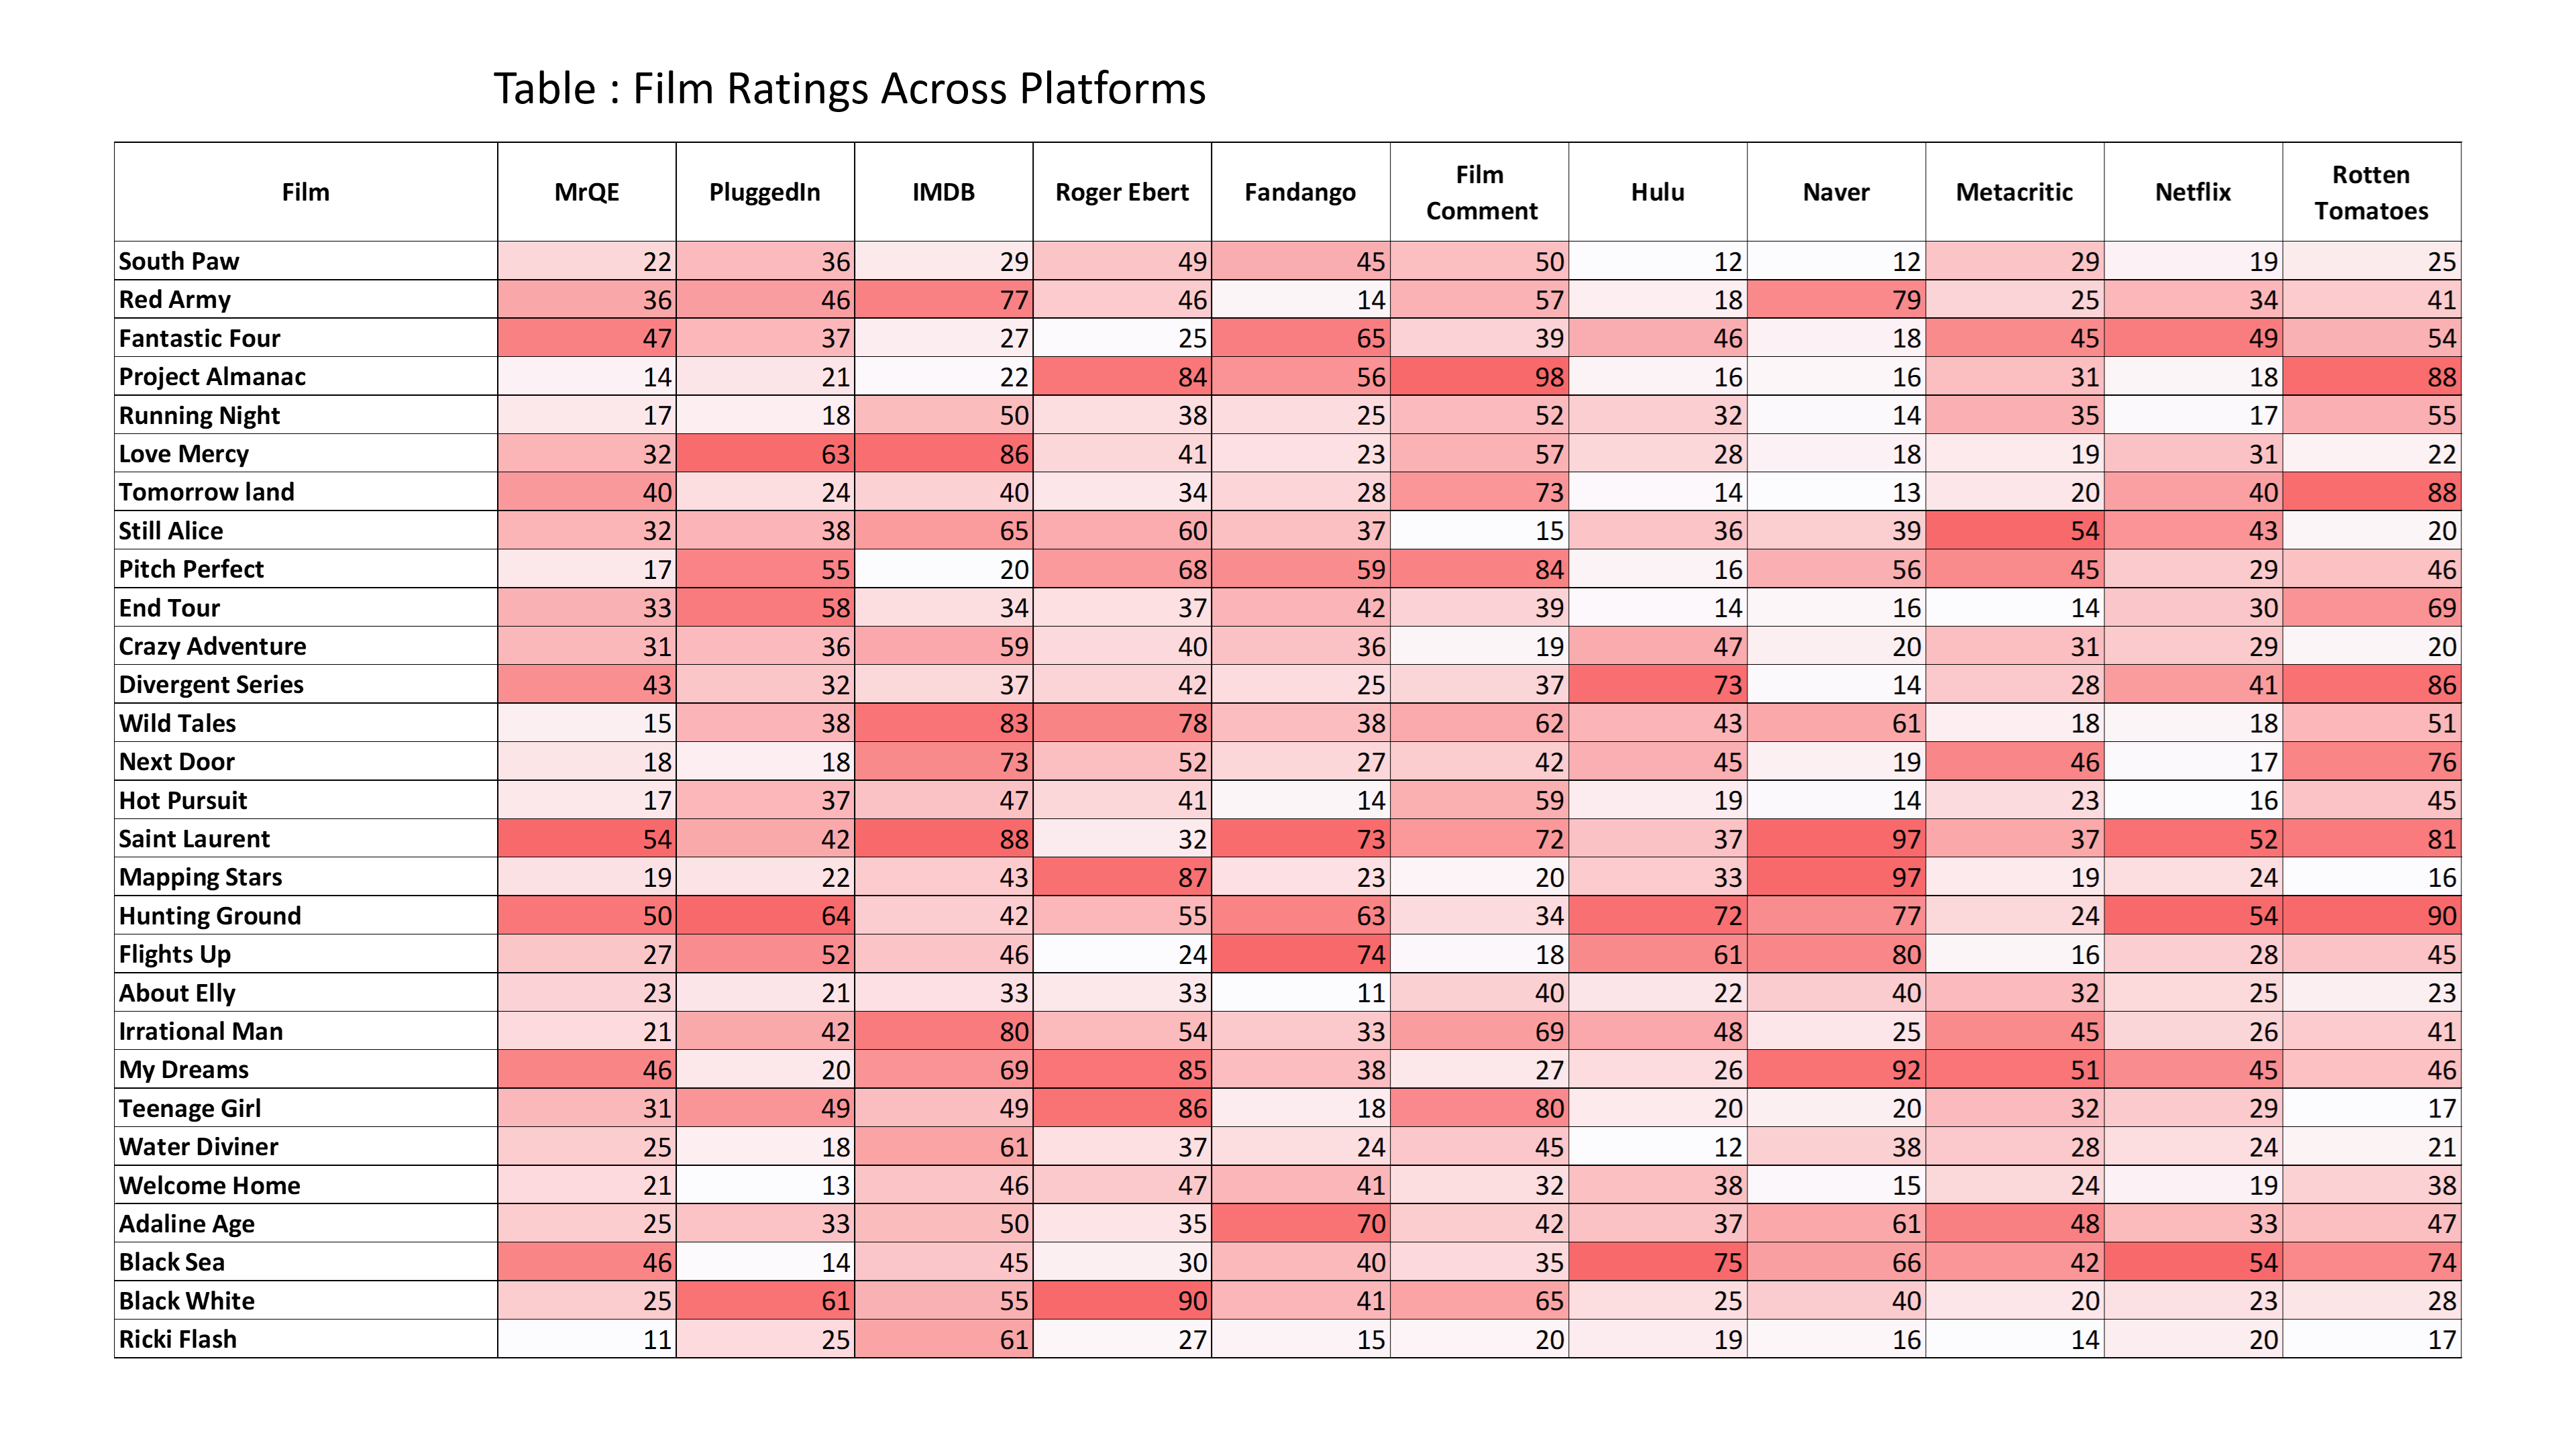 Table : Film Ratings Across Platforms
Film MrQE PluggedIn IMDB Roger Ebert Fandango Film Comment Hulu Naver Metacritic Netflix Rotten Tomatoes
South Paw 22 36 29 49 45 50 12 12 29 19 25
Red Army 36 46 77 46 14 57 18 79 25 34 41
Fantastic Four 47 37 27 25 65 39 46 18 45 49 54
Project Almanac 14 21 22 84 56 98 16 16 31 18 88
Running Night 17 18 50 38 25 52 32 14 35 17 55
Love Mercy 32 63 86 41 23 57 28 18 19 31 22
Tomorrow land 40 24 40 34 28 73 14 13 20 40 88
Still Alice 32 38 65 60 37 15 36 39 54 43 20
Pitch Perfect 17 55 20 68 59 84 16 56 45 29 46
End Tour 33 58 34 37 42 39 14 16 14 30 69
Crazy Adventure 31 36 59 40 36 19 47 20 31 29 20
Divergent Series 43 32 37 42 25 37 73 14 28 41 86
Wild Tales 15 38 83 78 38 62 43 61 18 18 51
Next Door 18 18 73 52 27 42 45 19 46 17 76
Hot Pursuit 17 37 47 41 14 59 19 14 23 16 45
Saint Laurent 54 42 88 32 73 72 37 97 37 52 81
Mapping Stars 19 22 43 87 23 20 33 97 19 24 16
Hunting Ground 50 64 42 55 63 34 72 77 24 54 90
Flights Up 27 52 46 24 74 18 61 80 16 28 45
About Elly 23 21 33 33 11 40 22 40 32 25 23
Irrational Man 21 42 80 54 33 69 48 25 45 26 41
My Dreams 46 20 69 85 38 27 26 92 51 45 46
Teenage Girl 31 49 49 86 18 80 20 20 32 29 17
Water Diviner 25 18 61 37 24 45 12 38 28 24 21
Welcome Home 21 13 46 47 41 32 38 15 24 19 38
Adaline Age 25 33 50 35 70 42 37 61 48 33 47
Black Sea 46 14 45 30 40 35 75 66 42 54 74
Black White 25 61 55 90 41 65 25 40 20 23 28
Ricki Flash 11 25 61 27 15 20 19 16 14 20 17